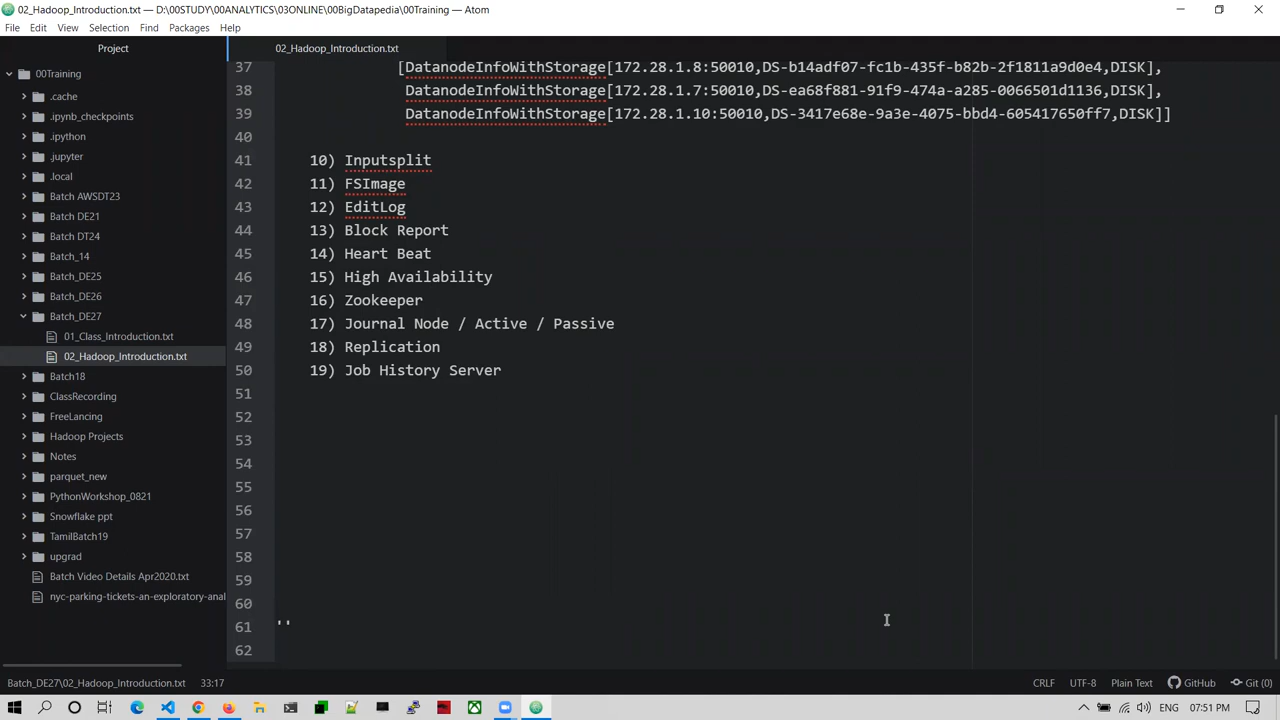 02_Hadoop_Introduction.txt — D:\00STUDY\00ANALYTICS\03ONLINE\00BigDatapedia\00Training — Atom
File Edit View Selection Find Packages Help
Project
02_Hadoop_Introduction.txt
00Training
.cache
.ipynb_checkpoints
.ipython
.jupyter
.local
Batch AWSDT23
Batch DE21
Batch DT24
Batch_14
Batch_DE25
Batch_DE26
Batch_DE27
01_Class_Introduction.txt
02_Hadoop_Introduction.txt
Batch18
ClassRecording
FreeLancing
Hadoop Projects
Notes
parquet_new
PythonWorkshop_0821
Snowflake ppt
TamilBatch19
upgrad
Batch Video Details Apr2020.txt
nyc-parking-tickets-an-exploratory-anal
37 [DatanodeInfoWithStorage[172.28.1.8:50010,DS-b14adf07-fc1b-435f-b82b-2f1811a9d0e4,DISK],
38 DatanodeInfoWithStorage[172.28.1.7:50010,DS-ea68f881-91f9-474a-a285-0066501d1136,DISK],
39 DatanodeInfoWithStorage[172.28.1.10:50010,DS-3417e68e-9a3e-4075-bbd4-605417650ff7,DISK]]
40
41 10) Inputsplit
42 11) FSImage
43 12) EditLog
44 13) Block Report
45 14) Heart Beat
46 15) High Availability
47 16) Zookeeper
48 17) Journal Node / Active / Passive
49 18) Replication
50 19) Job History Server
51
52
53
54
55
56
57
58
59
60
61 ''
62
Batch_DE27\02_Hadoop_Introduction.txt 33:17 CRLF UTF-8 Plain Text GitHub Git (0)
ENG 07:51 PM